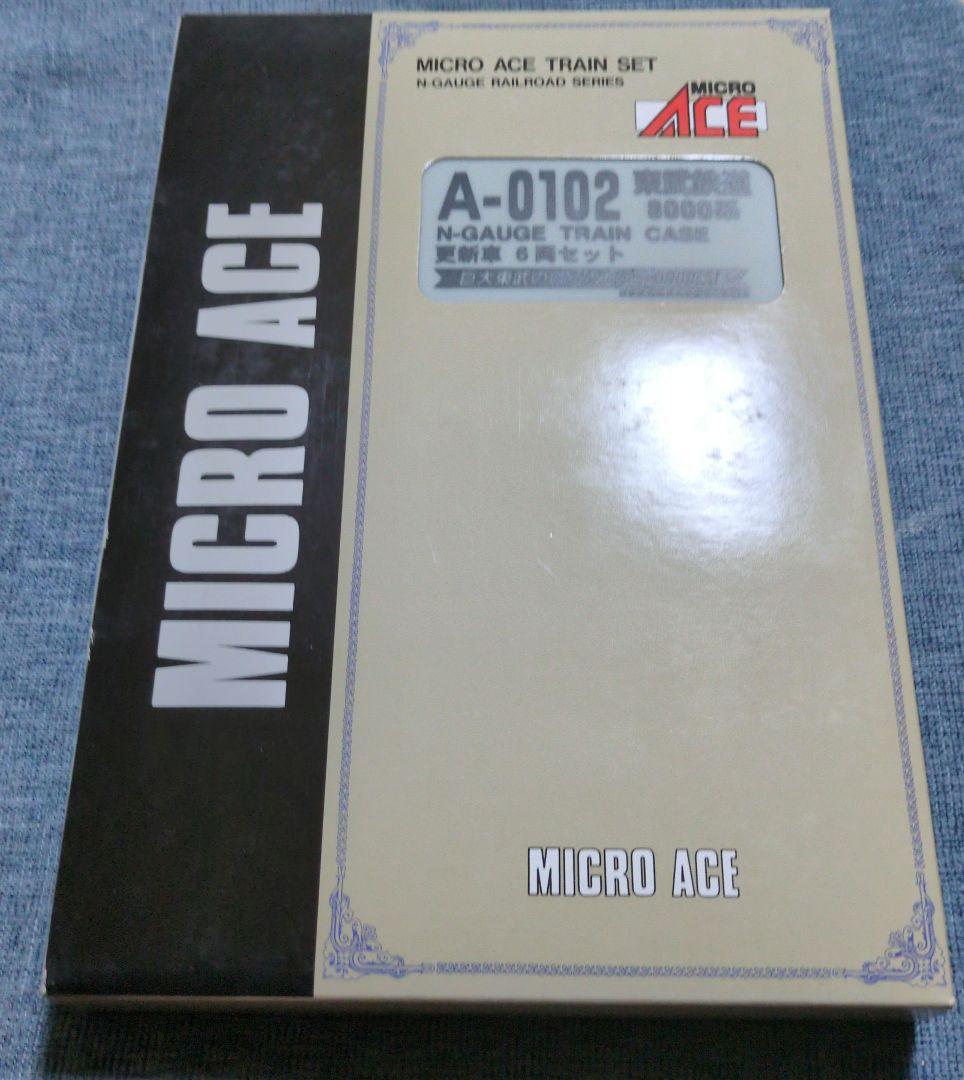 MICRO ACE
MICRO ACE TRAIN SET
N-GAUGE RAILROAD SERIES
MICRO
ACE
A-0102 東武鉄道
8000系
N-GAUGE TRAIN CASE
更新車 6両セット
MICRO ACE